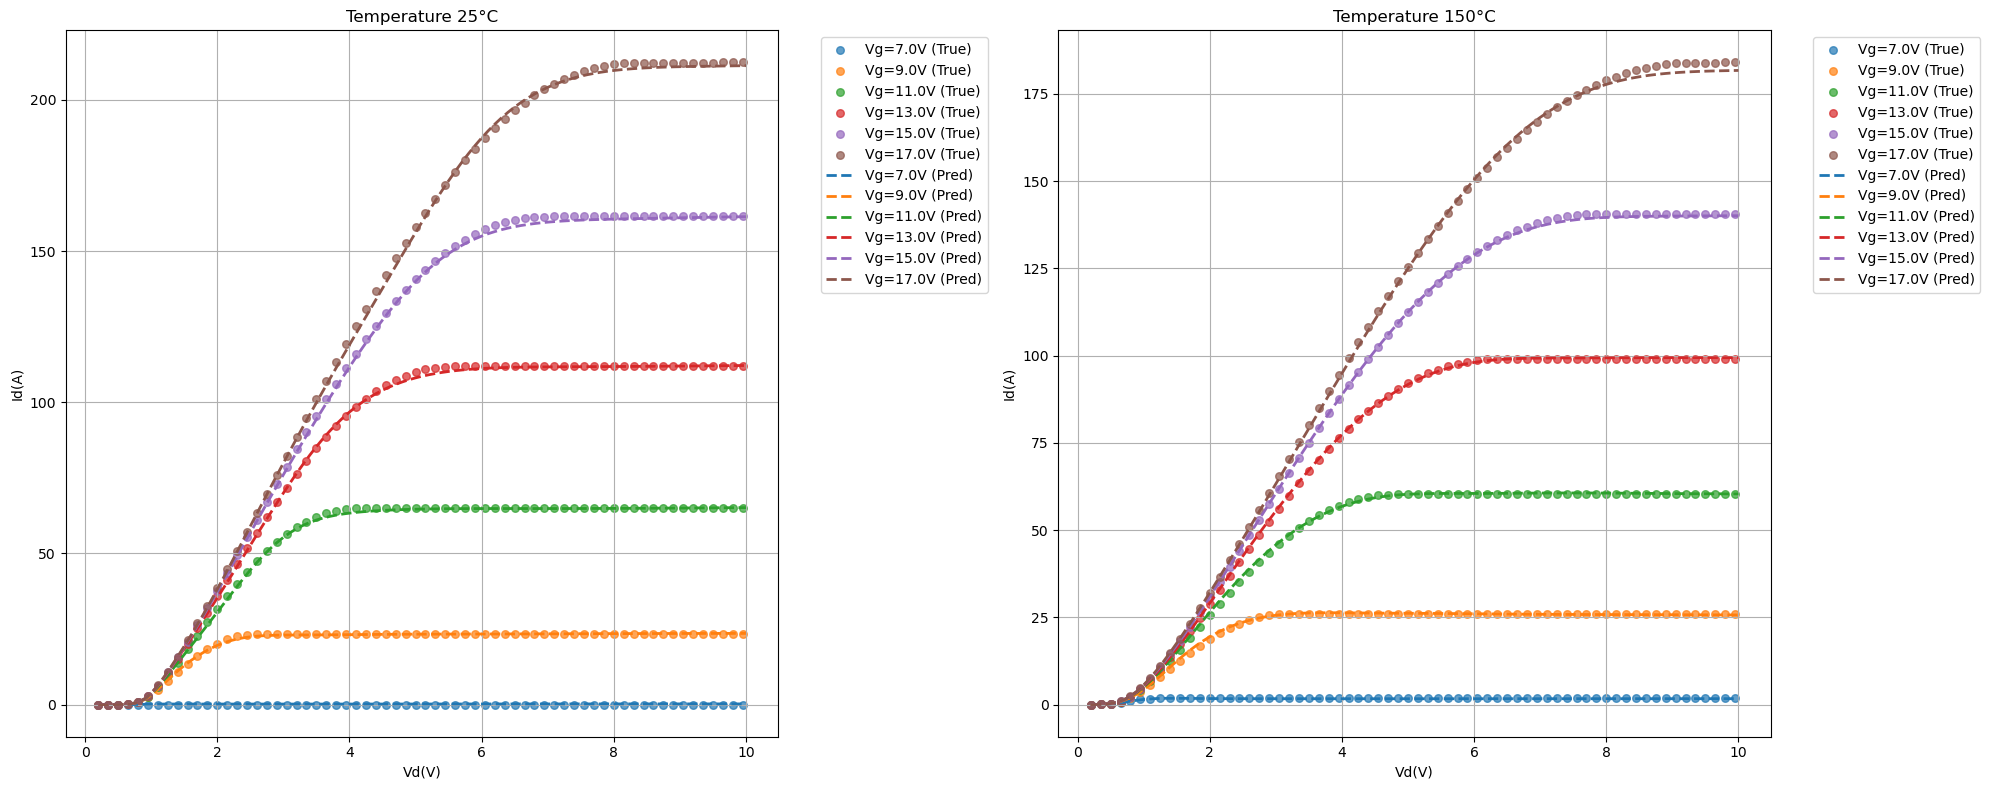 Temperature 25°C
Id(A)
200
150
100
50
0
0 2 4 6 8 10
Vd(V)
Vg=7.0V (True)
Vg=9.0V (True)
Vg=11.0V (True)
Vg=13.0V (True)
Vg=15.0V (True)
Vg=17.0V (True)
Vg=7.0V (Pred)
Vg=9.0V (Pred)
Vg=11.0V (Pred)
Vg=13.0V (Pred)
Vg=15.0V (Pred)
Vg=17.0V (Pred)
Temperature 150°C
Id(A)
175
150
125
100
75
50
25
0
0 2 4 6 8 10
Vd(V)
Vg=7.0V (True)
Vg=9.0V (True)
Vg=11.0V (True)
Vg=13.0V (True)
Vg=15.0V (True)
Vg=17.0V (True)
Vg=7.0V (Pred)
Vg=9.0V (Pred)
Vg=11.0V (Pred)
Vg=13.0V (Pred)
Vg=15.0V (Pred)
Vg=17.0V (Pred)